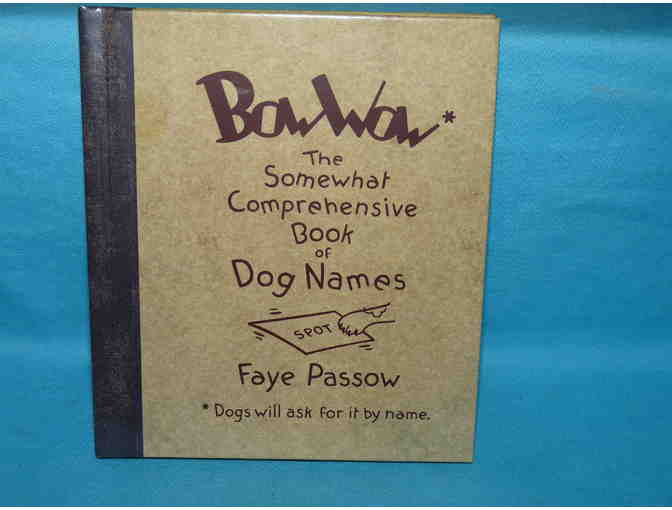 BowWow*
The
Somewhat
Comprehensive
Book
of
Dog Names
SPOT
Faye Passow
* Dogs will ask for it by name.